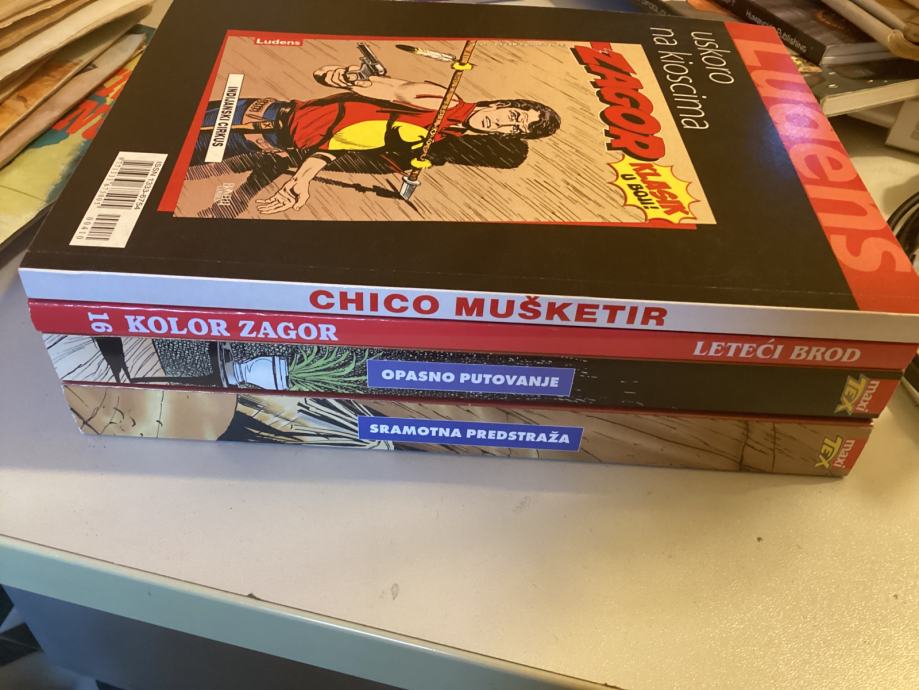 uskoro
na kioscima
Ludens
Ludens
ZAGOR
KLASIK
U BOJI!
INDIJANSKI CIRKUS
CHICO MUŠKETIR
16 KOLOR ZAGOR
LETEĆI BROD
OPASNO PUTOVANJE
maxi
TEX
SRAMOTNA PREDSTRAŽA
maxi
TEX